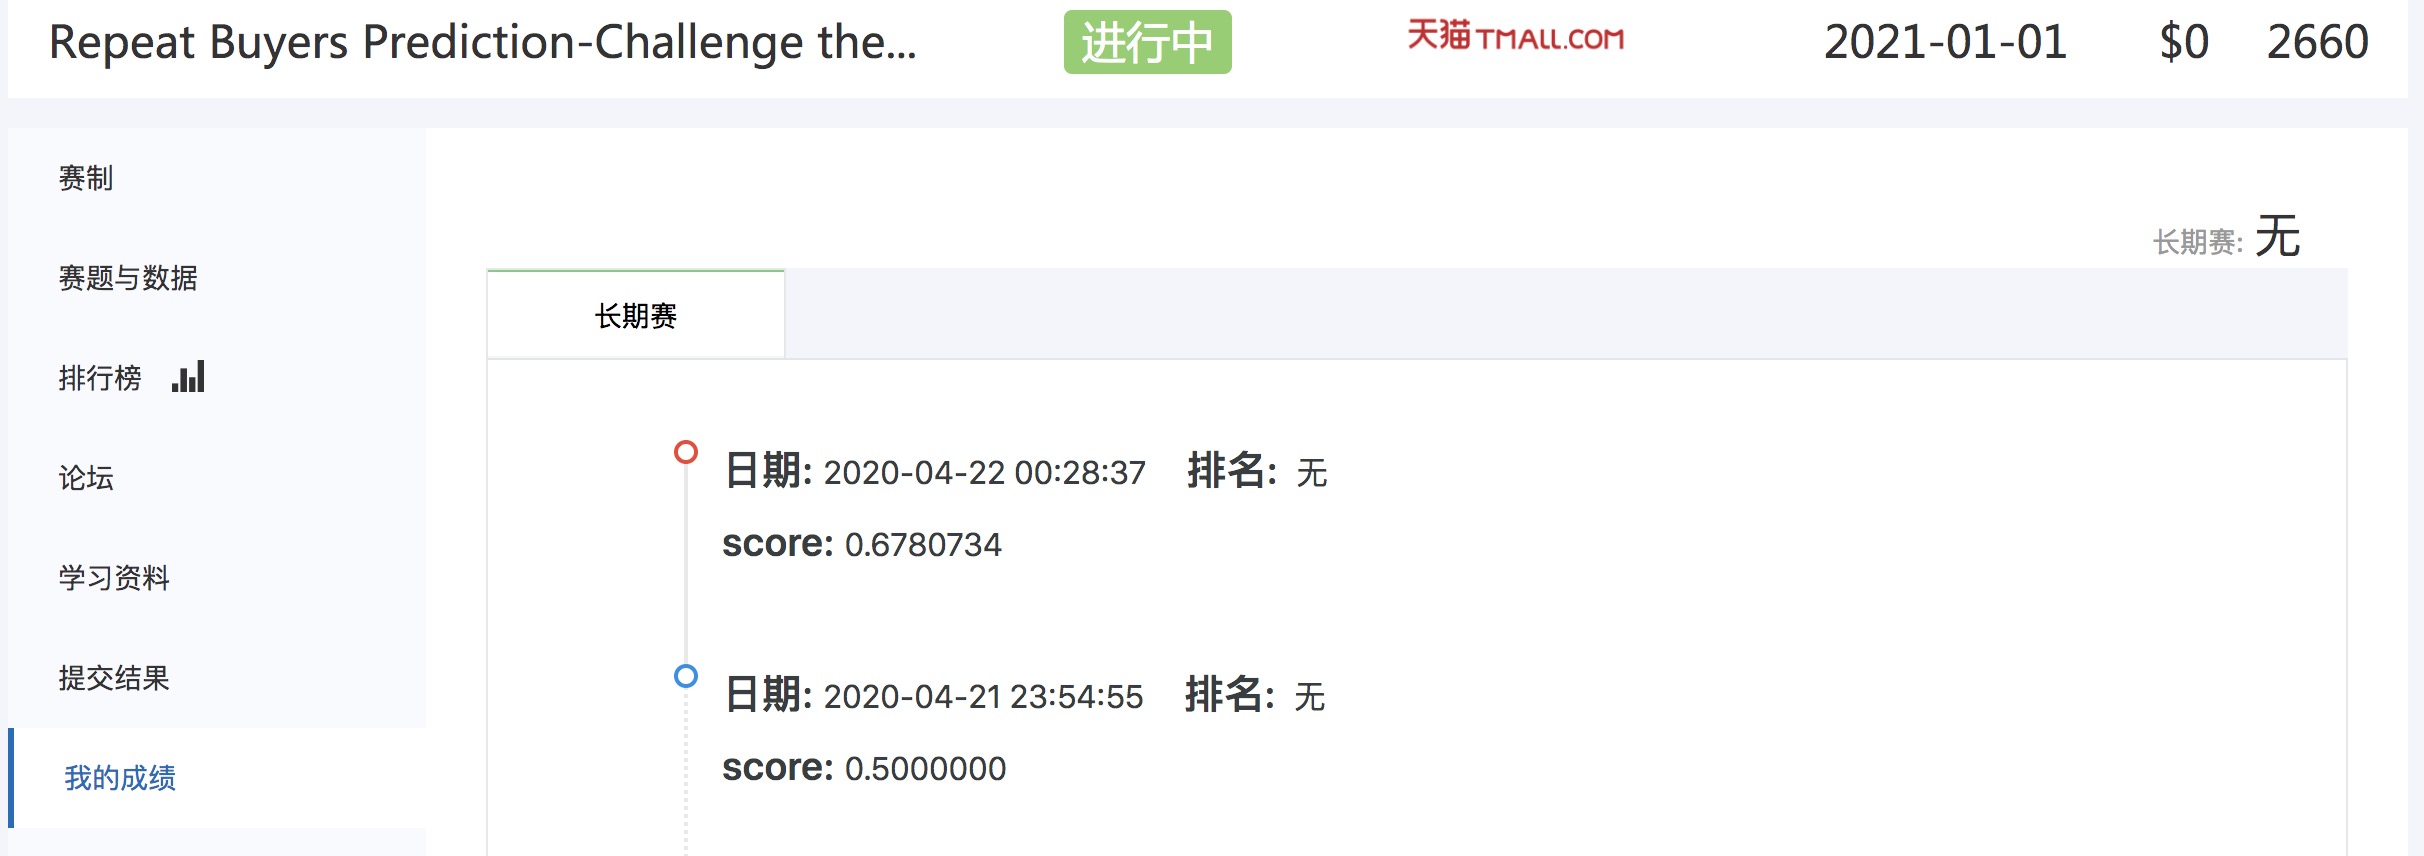 Repeat Buyers Prediction-Challenge the... 进行中 天猫 TMALL.COM 2021-01-01 $0 2660
赛制
赛题与数据
排行榜
论坛
学习资料
提交结果
我的成绩
长期赛: 无
长期赛
日期: 2020-04-22 00:28:37 排名: 无
score: 0.6780734
日期: 2020-04-21 23:54:55 排名: 无
score: 0.5000000